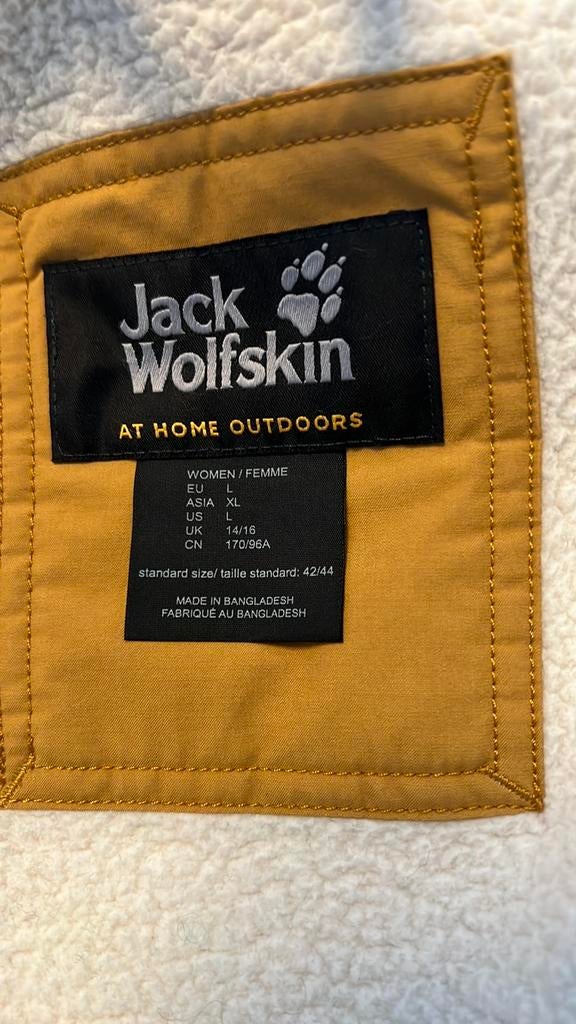 Jack
Wolfskin
AT HOME OUTDOORS
WOMEN / FEMME
EU L
ASIA XL
US L
UK 14/16
CN 170/96A
standard size/ taille standard: 42/44
MADE IN BANGLADESH
FABRIQUÉ AU BANGLADESH